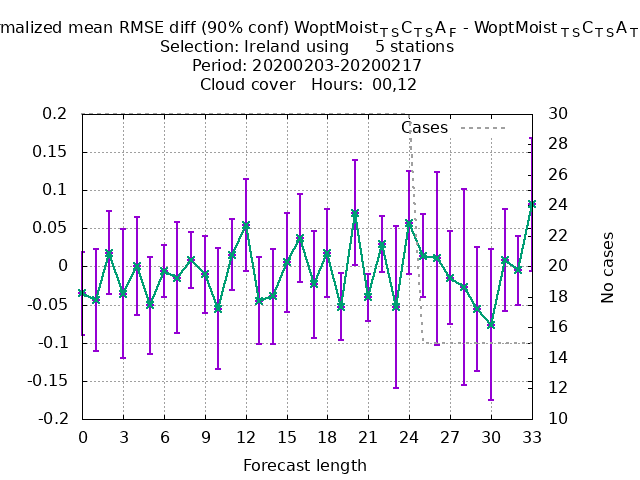 rmalized mean RMSE diff (90% conf) WoptMoist_TSC_TSA_F - WoptMoist_TSC_TSA_T
Selection: Ireland using 5 stations
Period: 20200203-20200217
Cloud cover Hours: 00,12
Cases
0.2
0.15
0.1
0.05
0
-0.05
-0.1
-0.15
-0.2
30
28
26
24
22
20
18
16
14
12
10
No cases
0 3 6 9 12 15 18 21 24 27 30 33
Forecast length